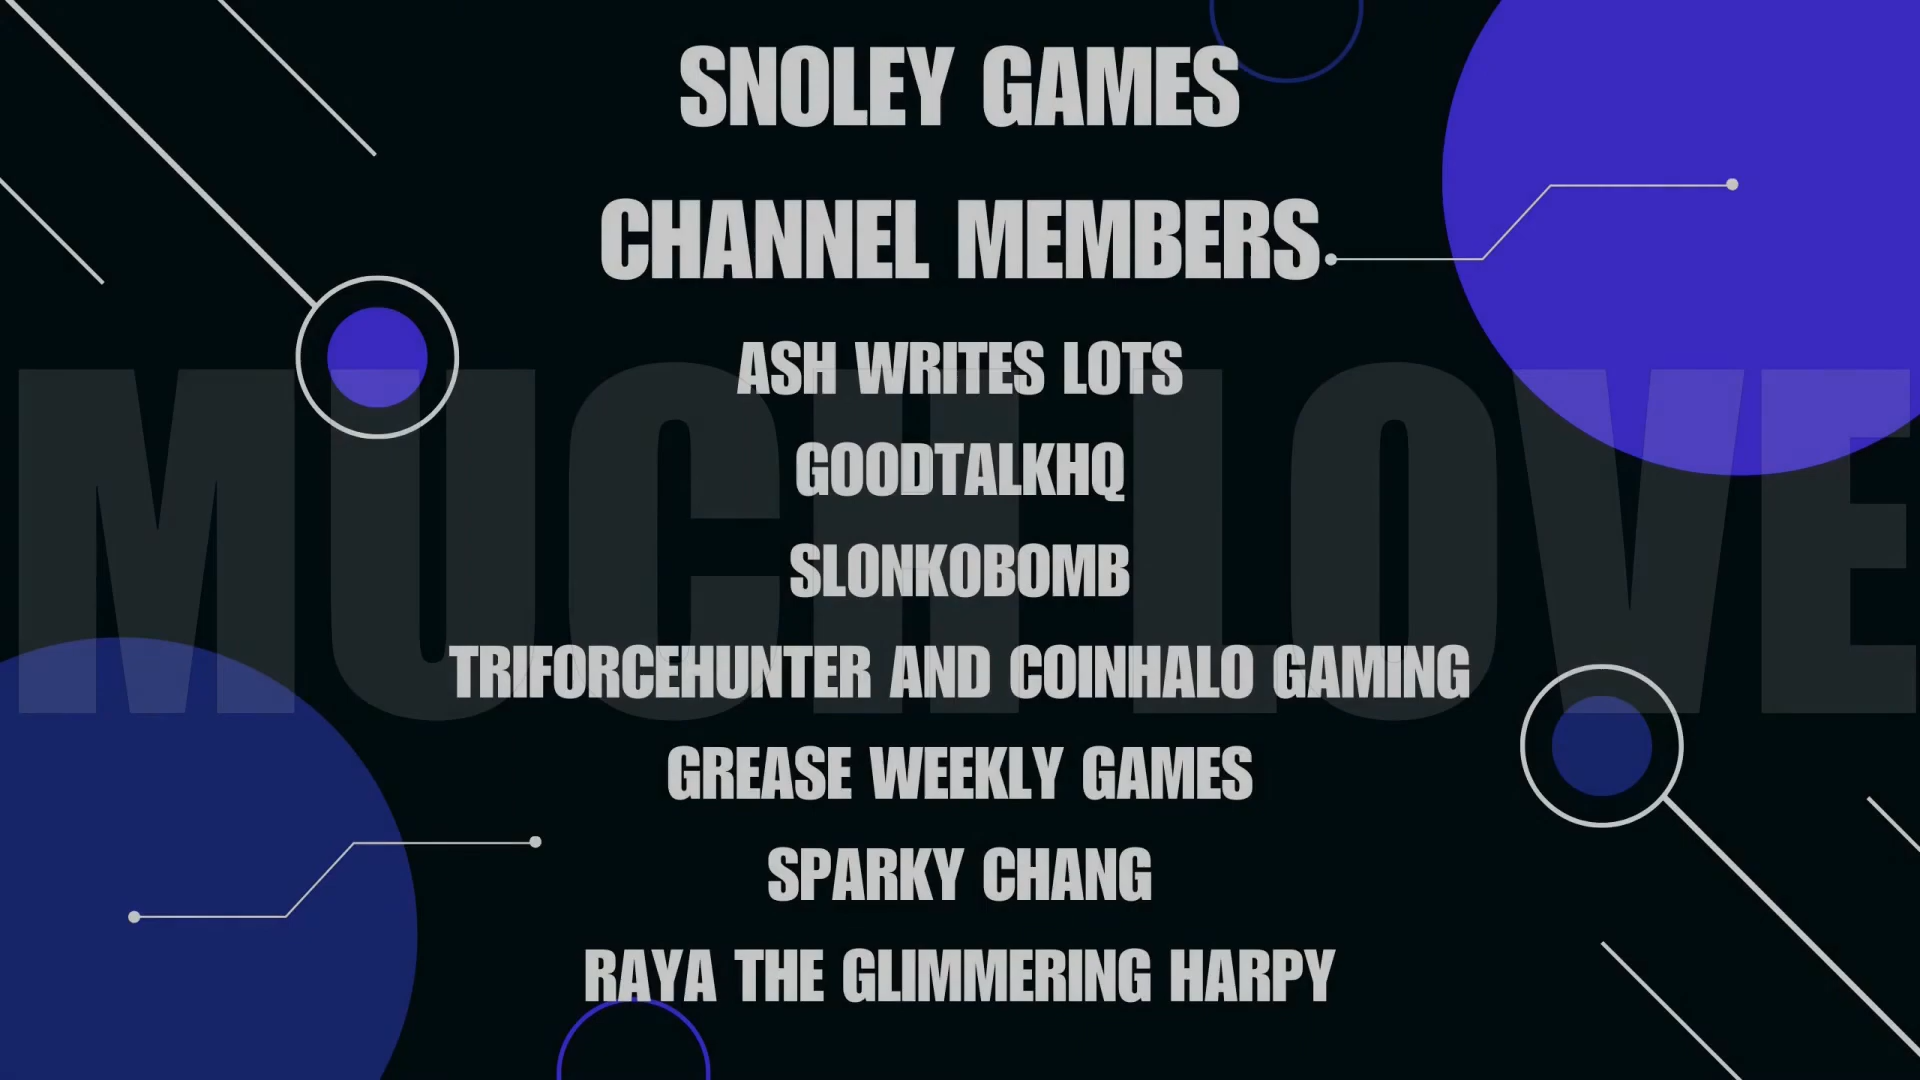 SNOLEY GAMES
CHANNEL MEMBERS
ASH WRITES LOTS
MUCH LOVE
GOODTALKHQ
SLONKOBOMB
TRIFORCEHUNTER AND COINHALO GAMING
GREASE WEEKLY GAMES
SPARKY CHANG
RAYA THE GLIMMERING HARPY